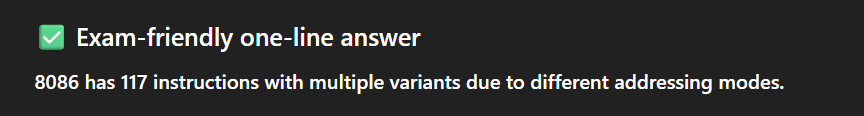 ✅ Exam-friendly one-line answer
8086 has 117 instructions with multiple variants due to different addressing modes.